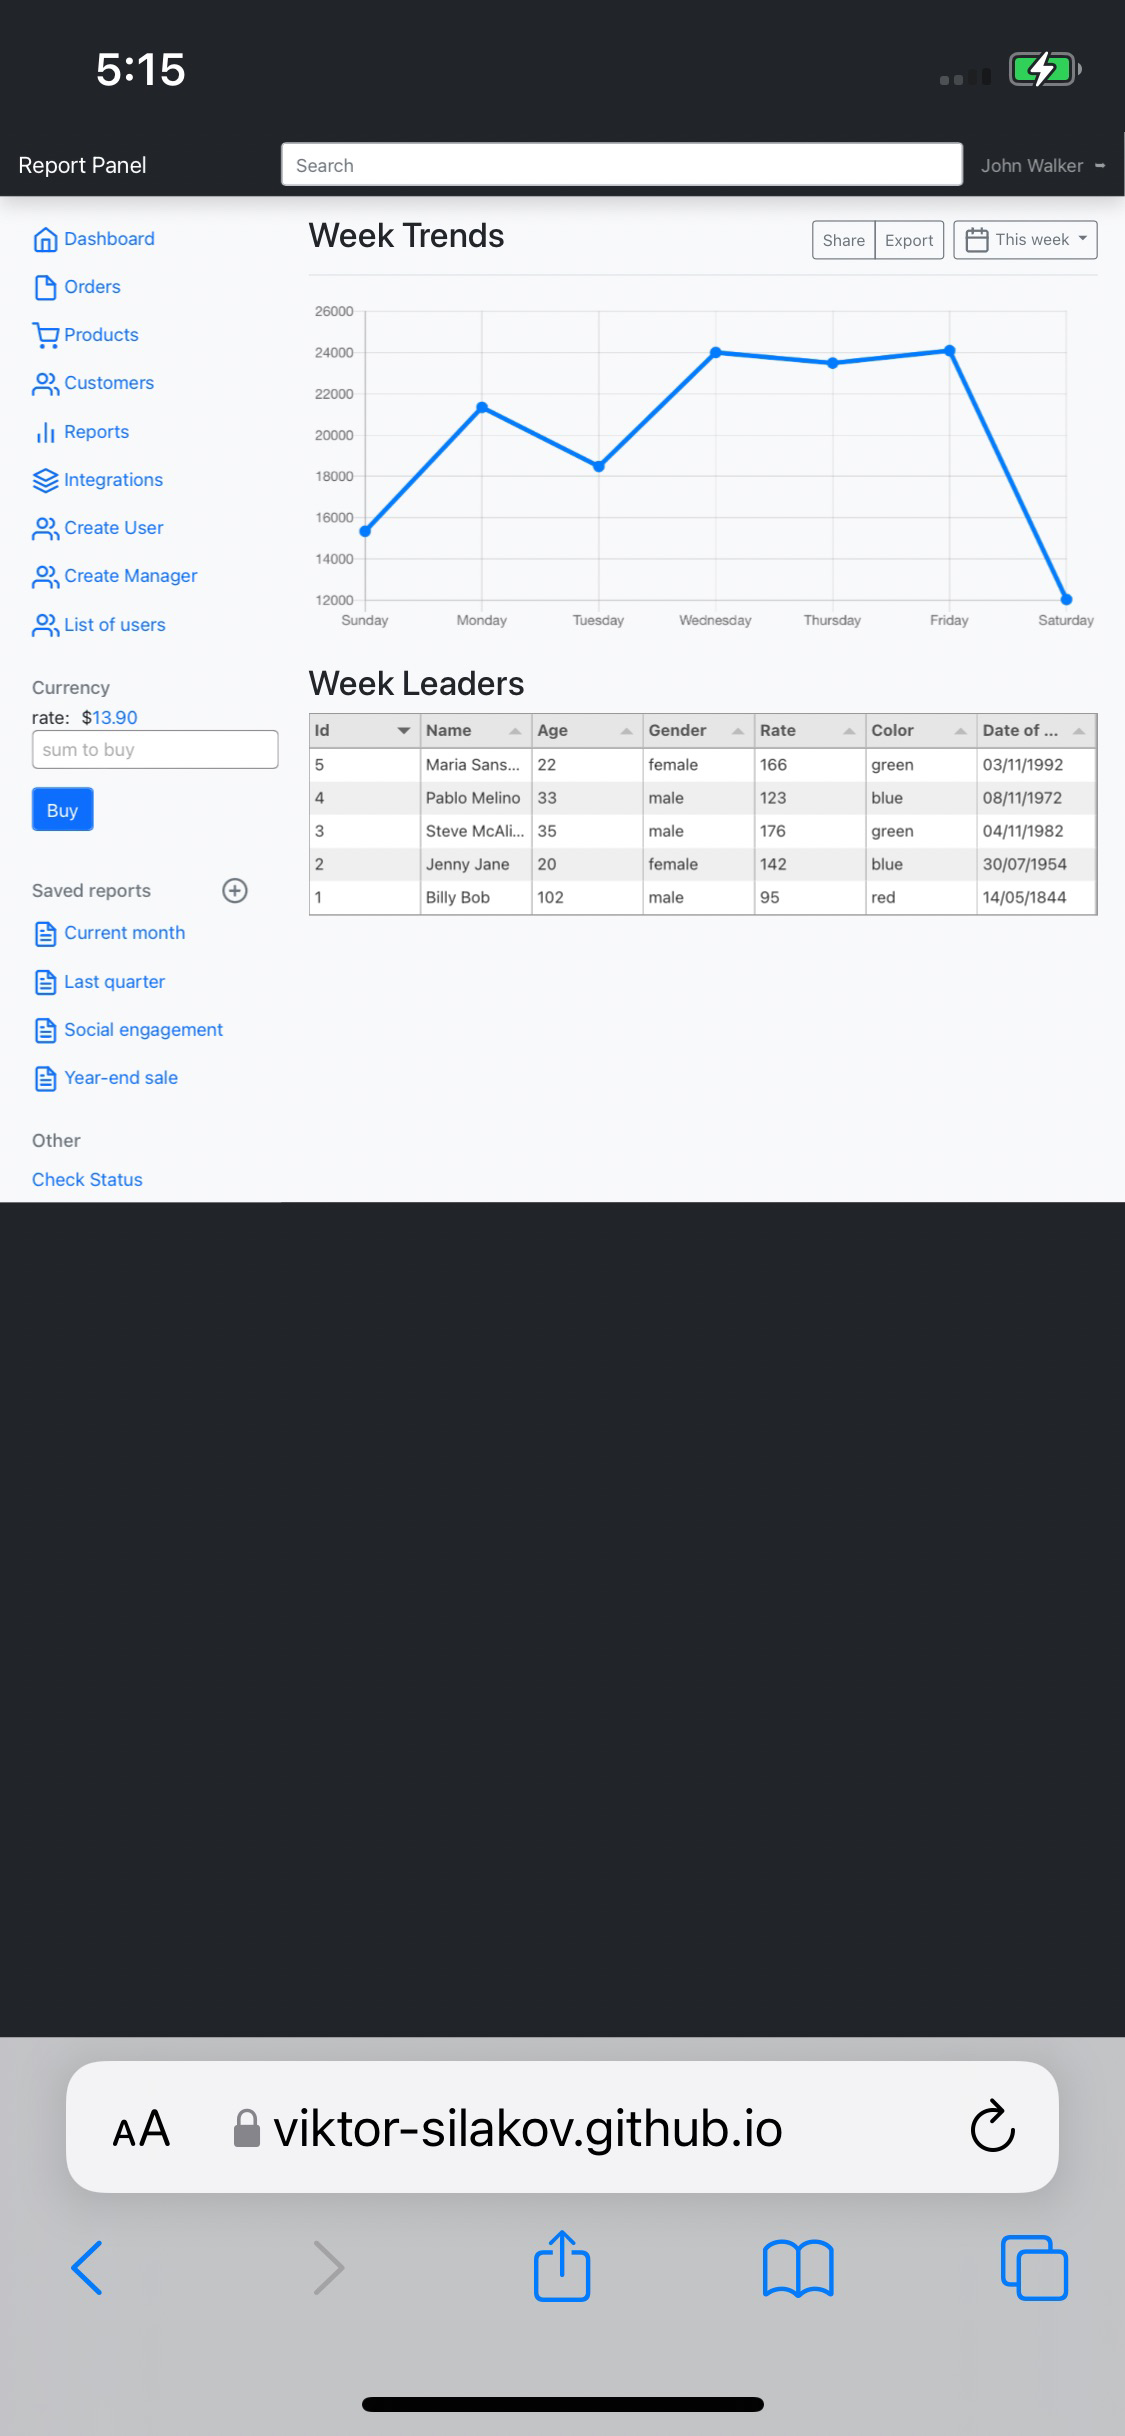 5:15
Report Panel
Search
John Walker
Dashboard
Orders
Products
Customers
Reports
Integrations
Create User
Create Manager
List of users
Currency
rate: $13.90
sum to buy
Buy
Saved reports
Current month
Last quarter
Social engagement
Year-end sale
Other
Check Status
Week Trends
Share Export This week
26000
24000
22000
20000
18000
16000
14000
12000
Sunday Monday Tuesday Wednesday Thursday Friday Saturday
Week Leaders
Id Name Age Gender Rate Color Date of ...
5 Maria Sans... 22 female 166 green 03/11/1992
4 Pablo Melino 33 male 123 blue 08/11/1972
3 Steve McAli... 35 male 176 green 04/11/1982
2 Jenny Jane 20 female 142 blue 30/07/1954
1 Billy Bob 102 male 95 red 14/05/1844
AA viktor-silakov.github.io